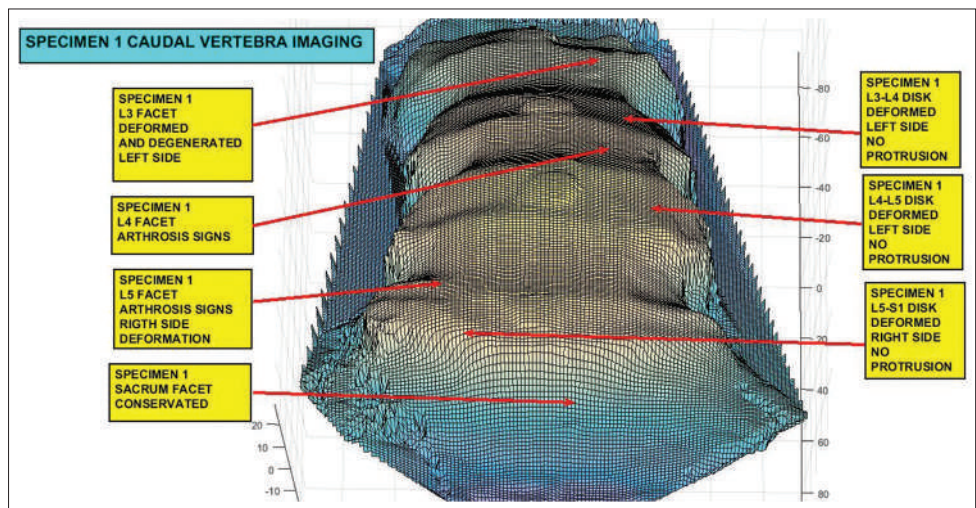 SPECIMEN 1 CAUDAL VERTEBRA IMAGING
SPECIMEN 1
L3 FACET
DEFORMED
AND DEGENERATED
LEFT SIDE
SPECIMEN 1
L4 FACET
ARTHROSIS SIGNS
SPECIMEN 1
L5 FACET
ARTHROSIS SIGNS
RIGTH SIDE
DEFORMATION
SPECIMEN 1
SACRUM FACET
CONSERVATED
SPECIMEN 1
L3-L4 DISK
DEFORMED
LEFT SIDE
NO
PROTRUSION
SPECIMEN 1
L4-L5 DISK
DEFORMED
LEFT SIDE
NO
PROTRUSION
SPECIMEN 1
L5-S1 DISK
DEFORMED
RIGHT SIDE
NO
PROTRUSION
-80
-60
-40
-20
0
20
40
60
80
20
10
0
-10